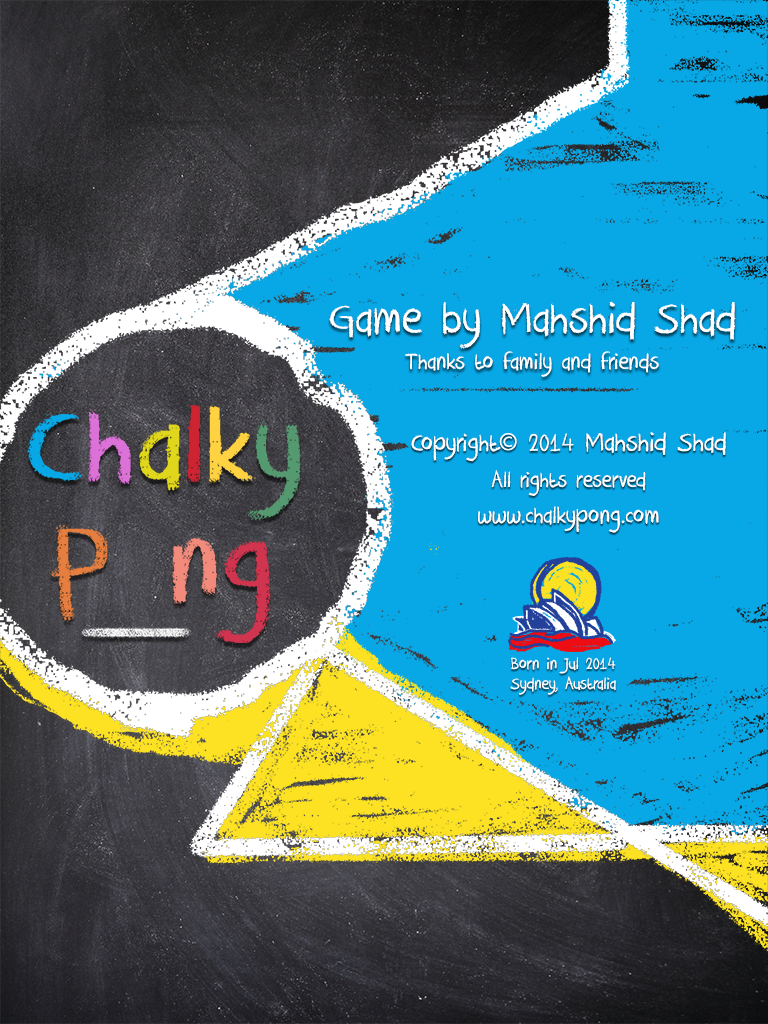 Game by Mahshid Shad
Thanks to family and friends
Copyright© 2014 Mahshid Shad
All rights reserved
www.chalkypong.com
Chalky
P_ng
Born in Jul 2014
Sydney, Australia